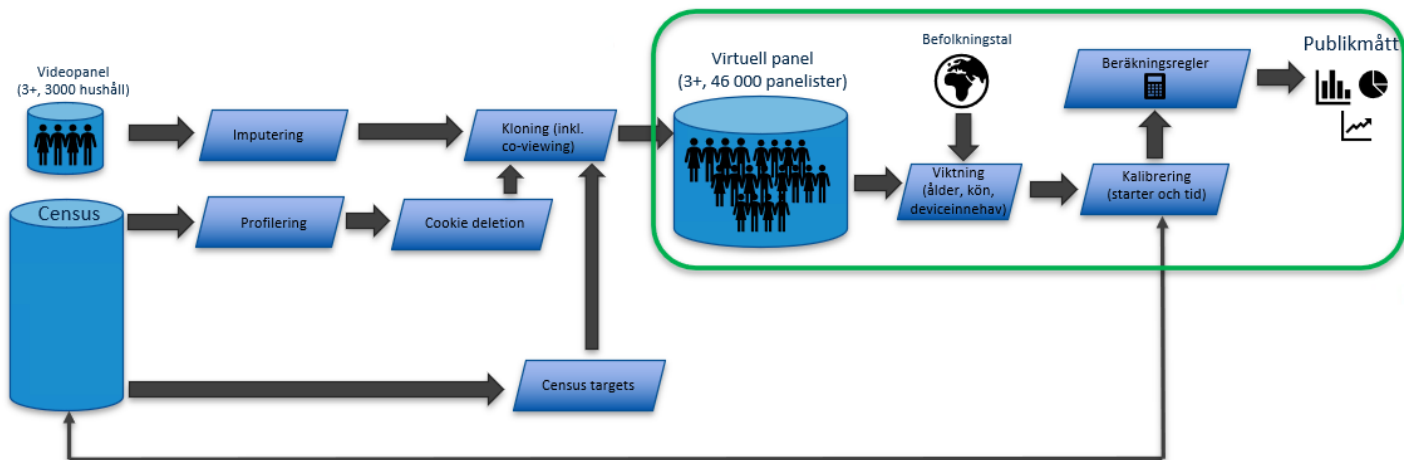 Videopanel
(3+, 3000 hushåll)
Imputering
Kloning (inkl.
co-viewing)
Census
Profilering
Cookie deletion
Census targets
Virtuell panel
(3+, 46 000 panelister)
Befolkningstal
Viktning
(ålder, kön,
deviceinnehav)
Kalibrering
(starter och tid)
Beräkningsregler
Publikmått